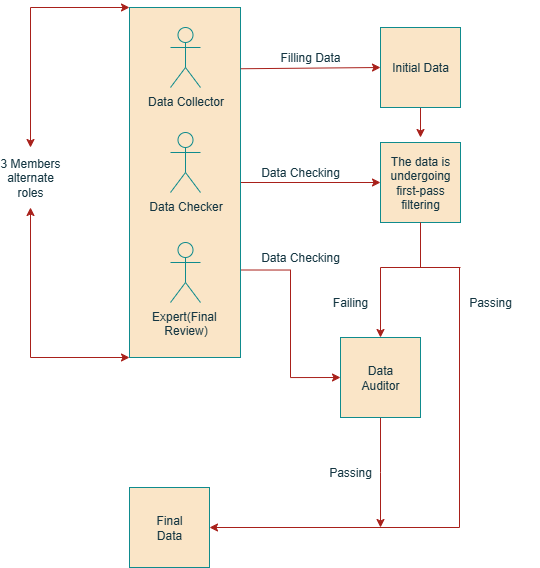 Filling Data
Initial Data
Data Collector
3 Members
alternate
roles
Data Checking
The data is
undergoing
first-pass
filtering
Data Checker
Data Checking
Expert(Final
Review)
Failing
Passing
Data
Auditor
Passing
Final
Data